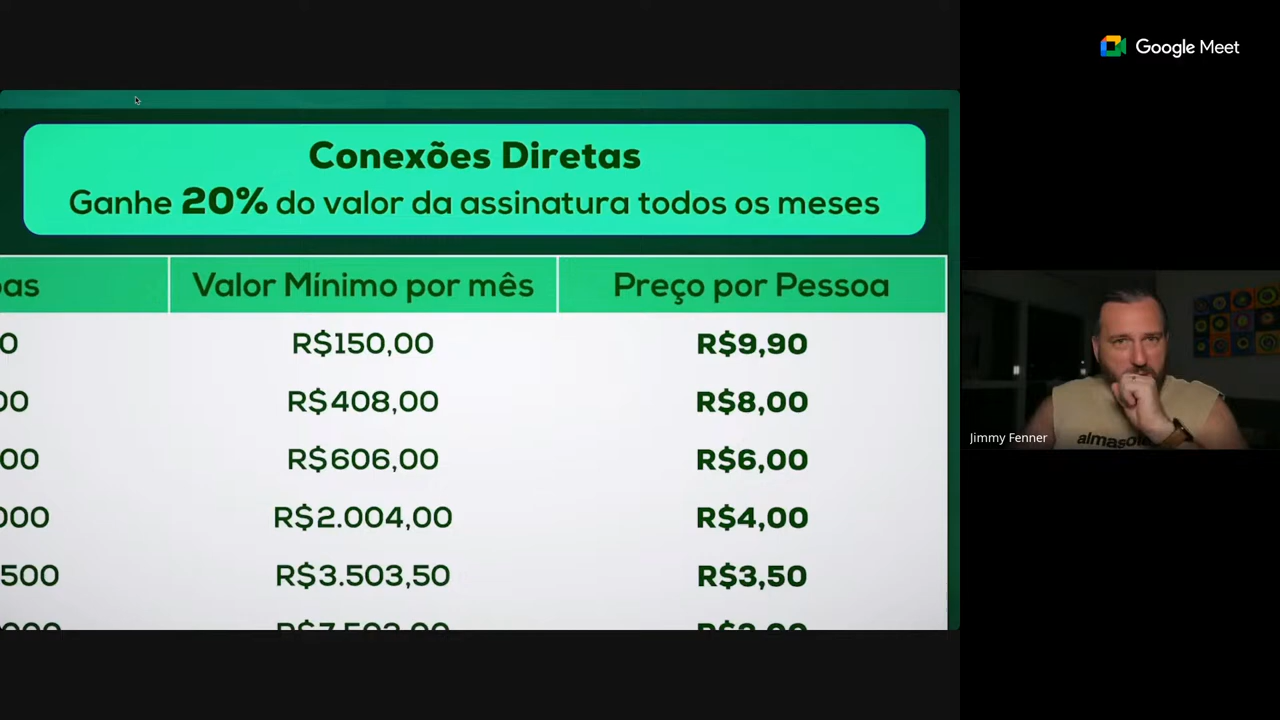 Google Meet
Conexões Diretas
Ganhe 20% do valor da assinatura todos os meses
Valor Mínimo por mês Preço por Pessoa
R$150,00 R$9,90
R$408,00 R$8,00
R$606,00 R$6,00
000 R$2.004,00 R$4,00
500 R$3.503,50 R$3,50
Jimmy Fenner